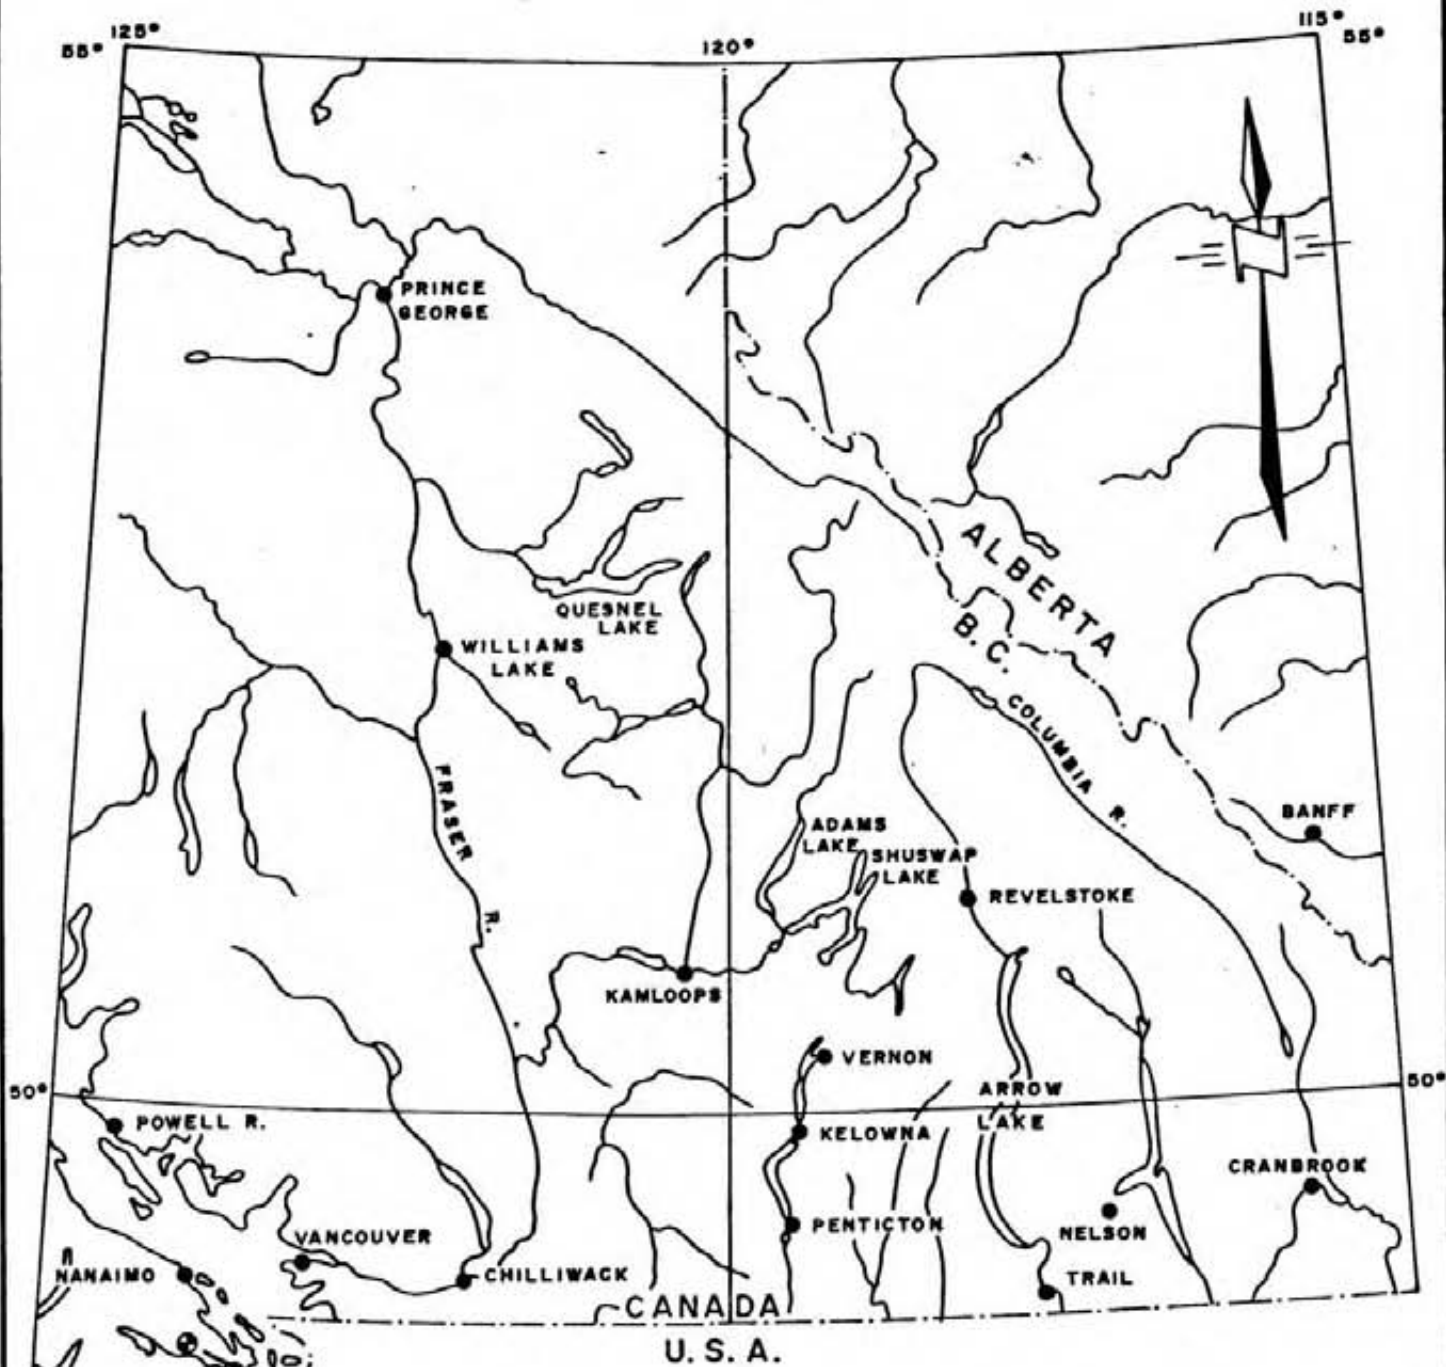 125°
115°
55°
120°
55°
PRINCE
GEORGE
ALBERTA
B.C.
QUESNEL
LAKE
WILLIAMS
LAKE
COLUMBIA R.
FRASER R.
BANFF
ADAMS
LAKE
SHUSWAP
LAKE
REVELSTOKE
KAMLOOPS
VERNON
50°
ARROW
LAKE
50°
POWELL R.
KELOWNA
CRANBROOK
PENTICTON
NELSON
VANCOUVER
NANAIMO
CHILLIWACK
TRAIL
CANADA
U.S.A.